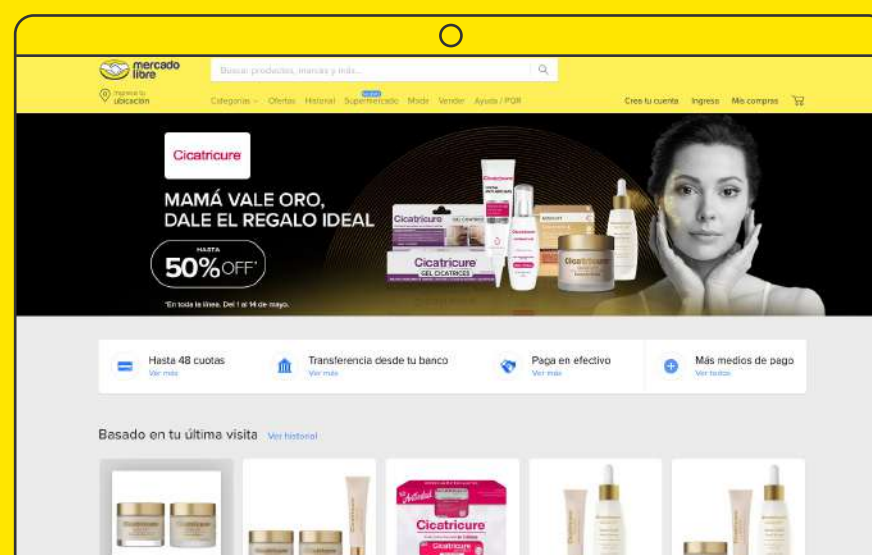 mercado
libre
Buscar productos, marcas y más...
Ingresa tu
ubicación
Categorías Ofertas Historial Supermercado Moda Vender Ayuda / PQR
Crea tu cuenta Ingresa Mis compras
Cicatricure
MAMÁ VALE ORO,
DALE EL REGALO IDEAL
HASTA
50% OFF*
*En toda la línea. Del 1 al 14 de mayo.
Cicatricure
GEL CICATRICES
Cicatricure
GEL CICATRICES
Cicatricure
Hasta 48 cuotas
Ver más
Transferencia desde tu banco
Ver más
Paga en efectivo
Ver más
Más medios de pago
Ver todos
Basado en tu última visita Ver historial
Cicatricure
Cicatricure